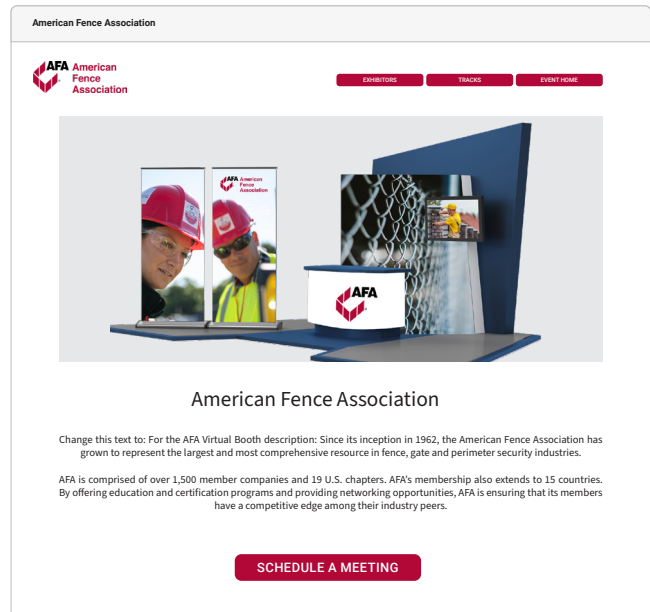 American Fence Association
AFA American
Fence
Association
EXHIBITORS
TRACKS
EVENT HOME
AFA American
Fence
Association
AFA
American Fence Association
Change this text to: For the AFA Virtual Booth description: Since its inception in 1962, the American Fence Association has
grown to represent the largest and most comprehensive resource in fence, gate and perimeter security industries.
AFA is comprised of over 1,500 member companies and 19 U.S. chapters. AFA’s membership also extends to 15 countries.
By offering education and certification programs and providing networking opportunities, AFA is ensuring that its members
have a competitive edge among their industry peers.
SCHEDULE A MEETING